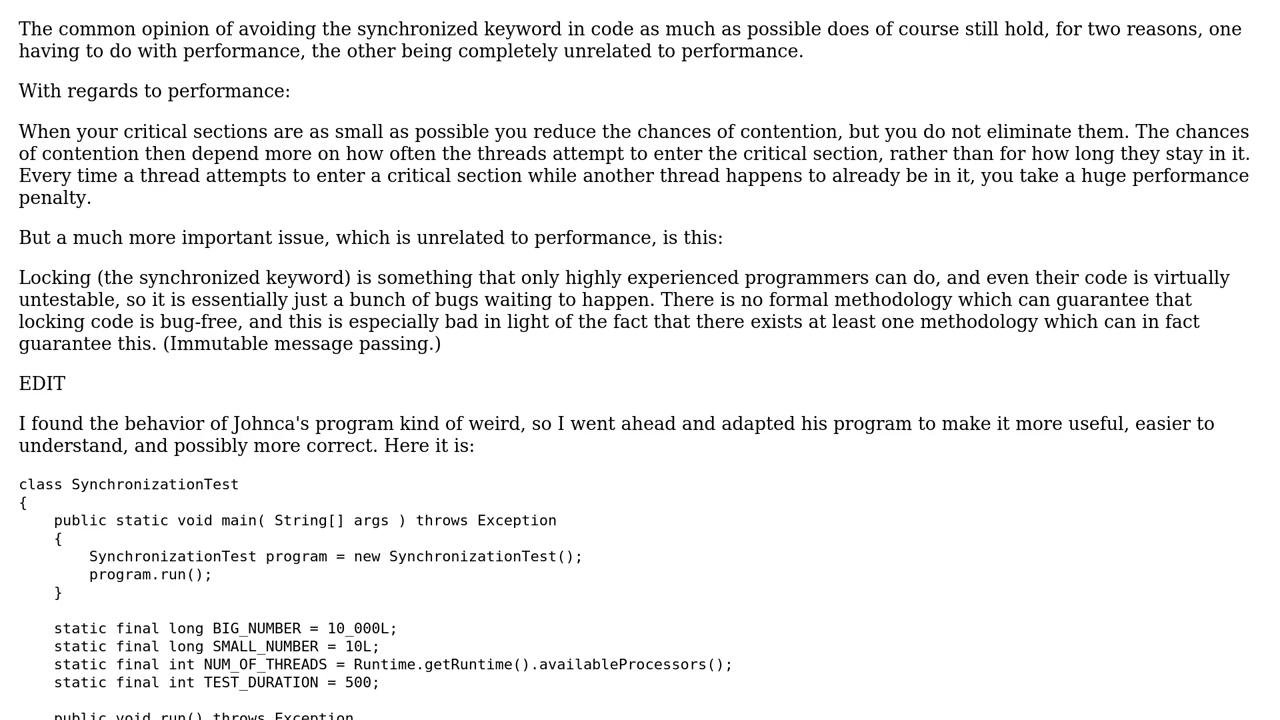 The common opinion of avoiding the synchronized keyword in code as much as possible does of course still hold, for two reasons, one
having to do with performance, the other being completely unrelated to performance.
With regards to performance:
When your critical sections are as small as possible you reduce the chances of contention, but you do not eliminate them. The chances
of contention then depend more on how often the threads attempt to enter the critical section, rather than for how long they stay in it.
Every time a thread attempts to enter a critical section while another thread happens to already be in it, you take a huge performance
penalty.
But a much more important issue, which is unrelated to performance, is this:
Locking (the synchronized keyword) is something that only highly experienced programmers can do, and even their code is virtually
untestable, so it is essentially just a bunch of bugs waiting to happen. There is no formal methodology which can guarantee that
locking code is bug-free, and this is especially bad in light of the fact that there exists at least one methodology which can in fact
guarantee this. (Immutable message passing.)
EDIT
I found the behavior of Johnca's program kind of weird, so I went ahead and adapted his program to make it more useful, easier to
understand, and possibly more correct. Here it is:
class SynchronizationTest
{
    public static void main( String[] args ) throws Exception
    {
        SynchronizationTest program = new SynchronizationTest();
        program.run();
    }
    static final long BIG_NUMBER = 10_000L;
    static final long SMALL_NUMBER = 10L;
    static final int NUM_OF_THREADS = Runtime.getRuntime().availableProcessors();
    static final int TEST_DURATION = 500;
    public void run() throws Exception